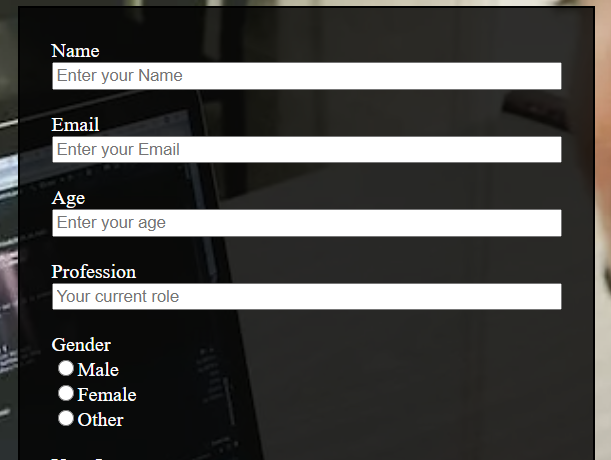 Name
Enter your Name
Email
Enter your Email
Age
Enter your age
Profession
Your current role
Gender
Male
Female
Other